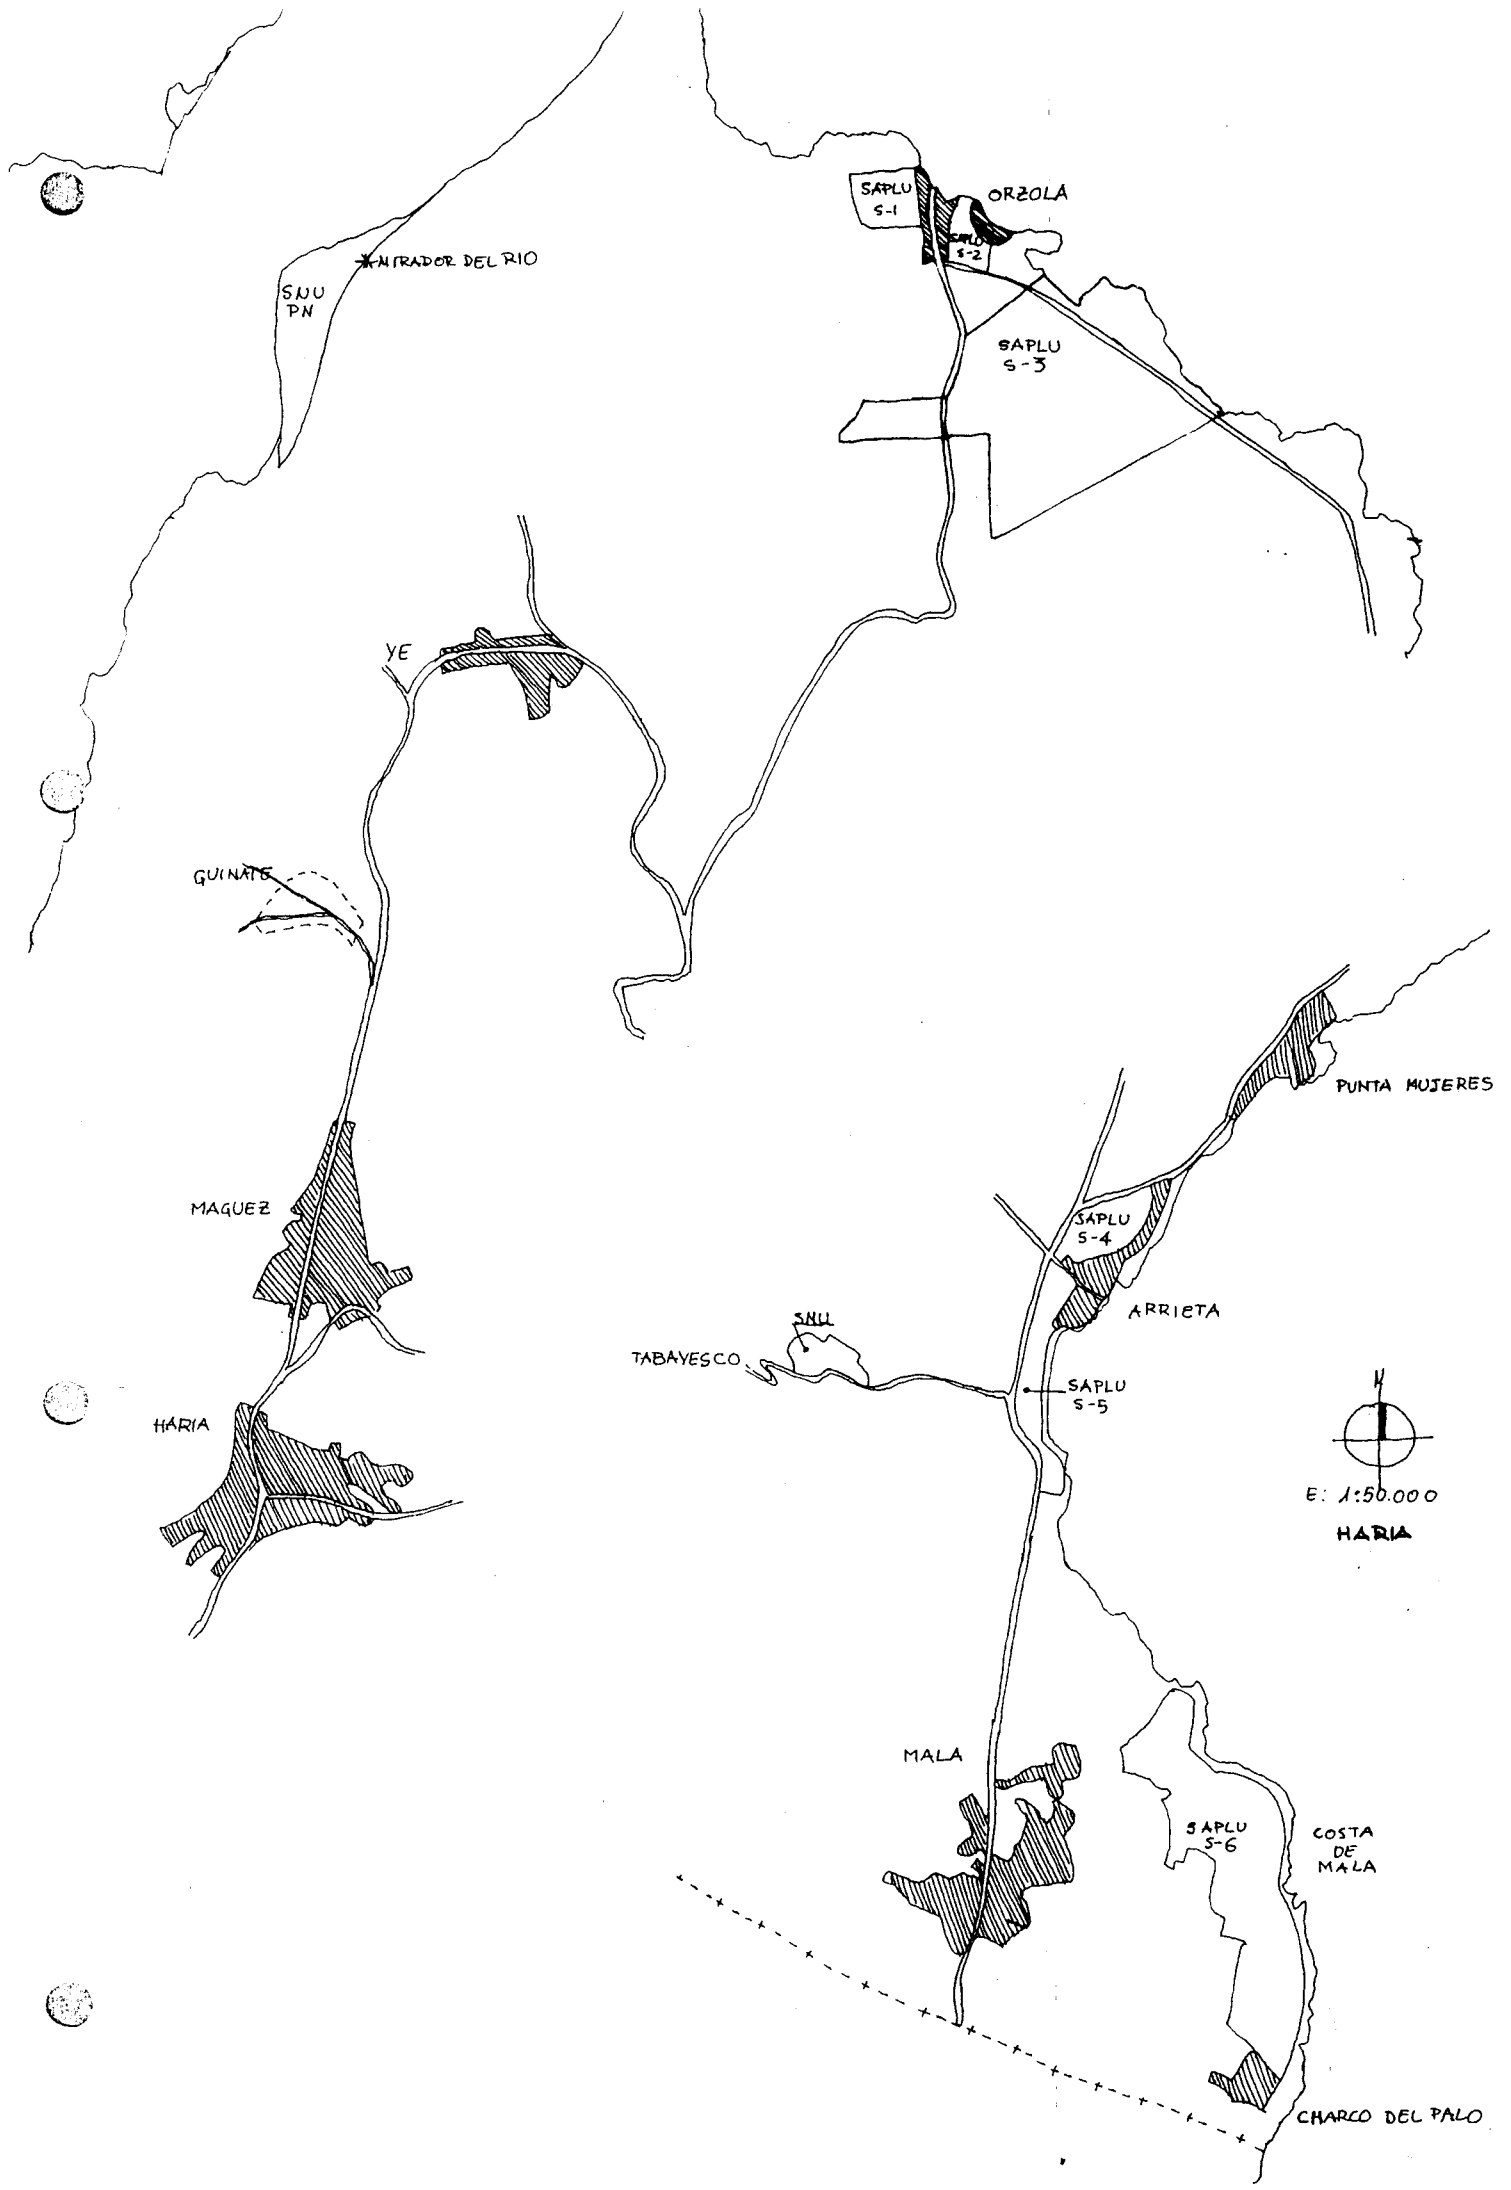 SAPLU
S-1
ORZOLA
SAPLU
S-2
MIRADOR DEL RIO
SNU
PN
SAPLU
S-3
YE
GUINATE
PUNTA MUJERES
MAGUEZ
SAPLU
S-4
ARRIETA
SNU
TABAYESCO
SAPLU
S-5
HARIA
N
E: 1:50.000
HARIA
MALA
SAPLU
S-6
COSTA
DE
MALA
CHARCO DEL PALO